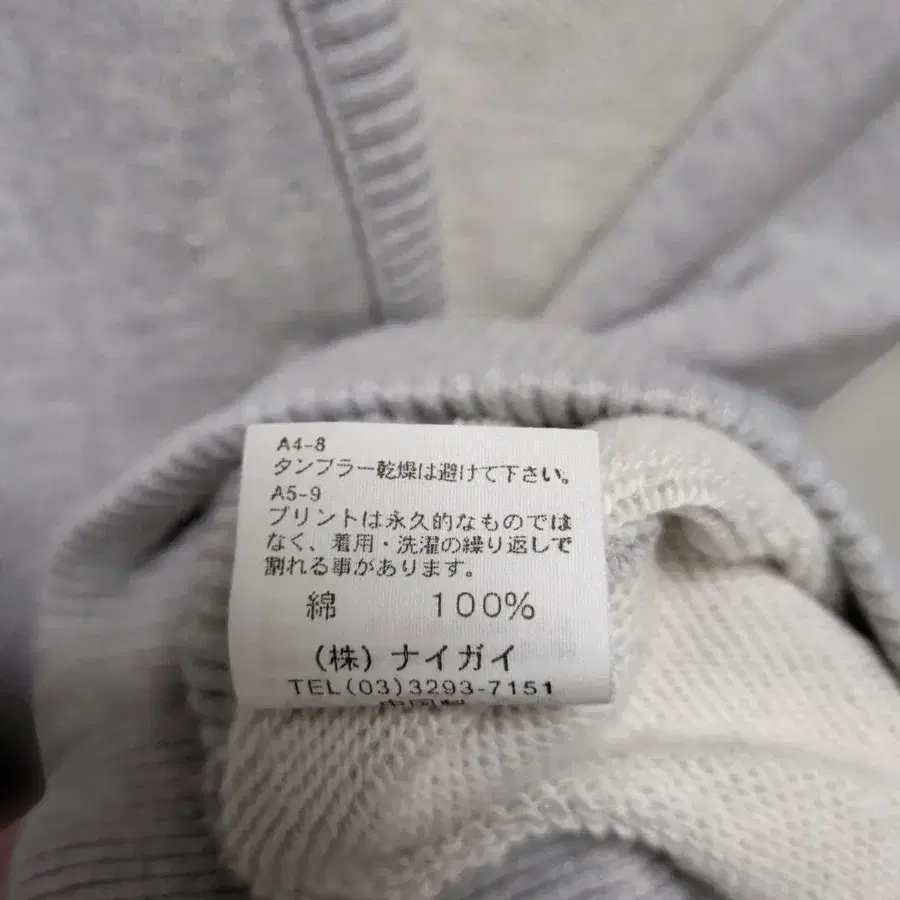 A4-8
タンブラー乾燥は避けて下さい。
A5-9
プリントは永久的なものでは
なく、着用・洗濯の繰り返しで
割れる事があります。
綿 100%
(株) ナイガイ
TEL(03)3293-7151
中国製